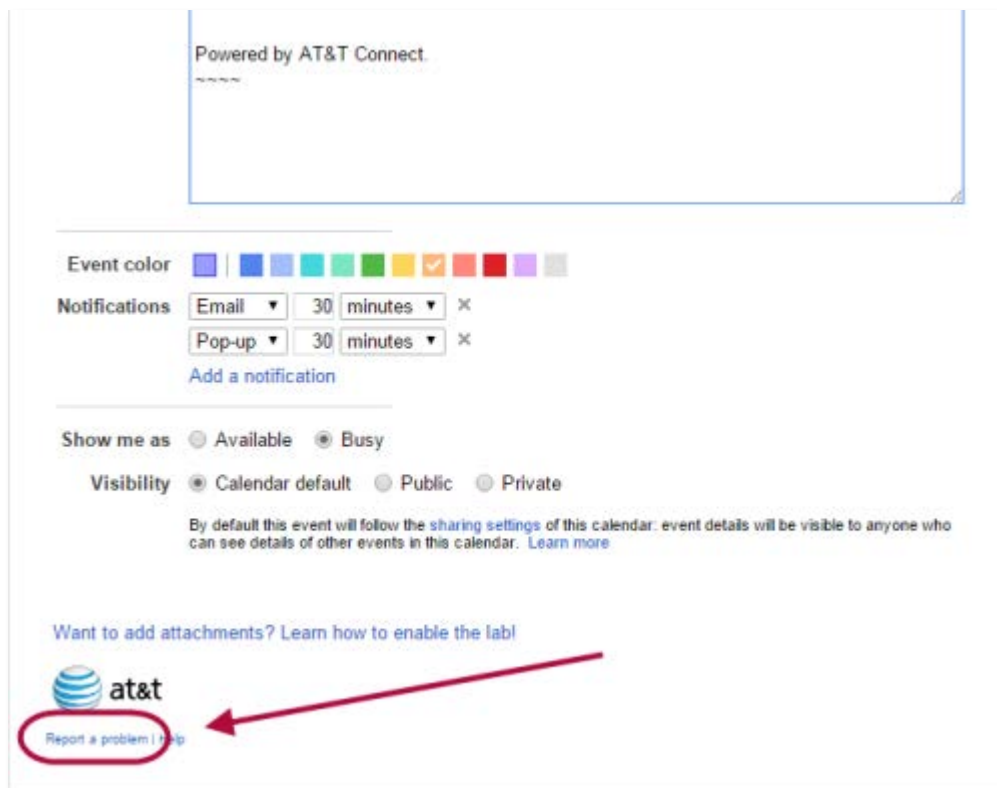 Powered by AT&T Connect.
~~~~
Event color
Notifications Email 30 minutes ×
Pop-up 30 minutes ×
Add a notification
Show me as Available Busy
Visibility Calendar default Public Private
By default this event will follow the sharing settings of this calendar: event details will be visible to anyone who
can see details of other events in this calendar. Learn more
Want to add attachments? Learn how to enable the lab!
at&t
Report a problem | Help